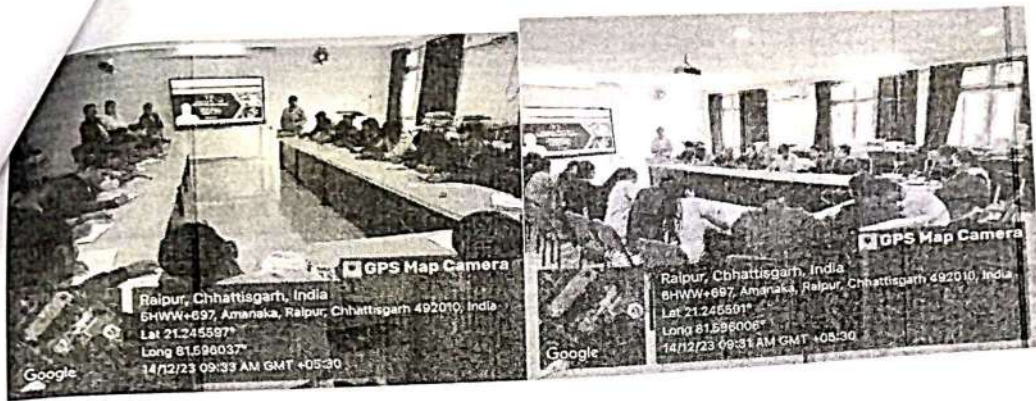 GPS Map Camera
Raipur, Chhattisgarh, India
6HWW+697, Amanaka, Raipur, Chhattisgarh 492010, India
Lat 21.245597°
Long 81.596037°
14/12/23 09:33 AM GMT +05:30
Google
GPS Map Camera
Raipur, Chhattisgarh, India
6HWW+697, Amanaka, Raipur, Chhattisgarh 492010, India
Lat 21.245501°
Long 81.596006°
14/12/23 09:31 AM GMT +05:30
Google